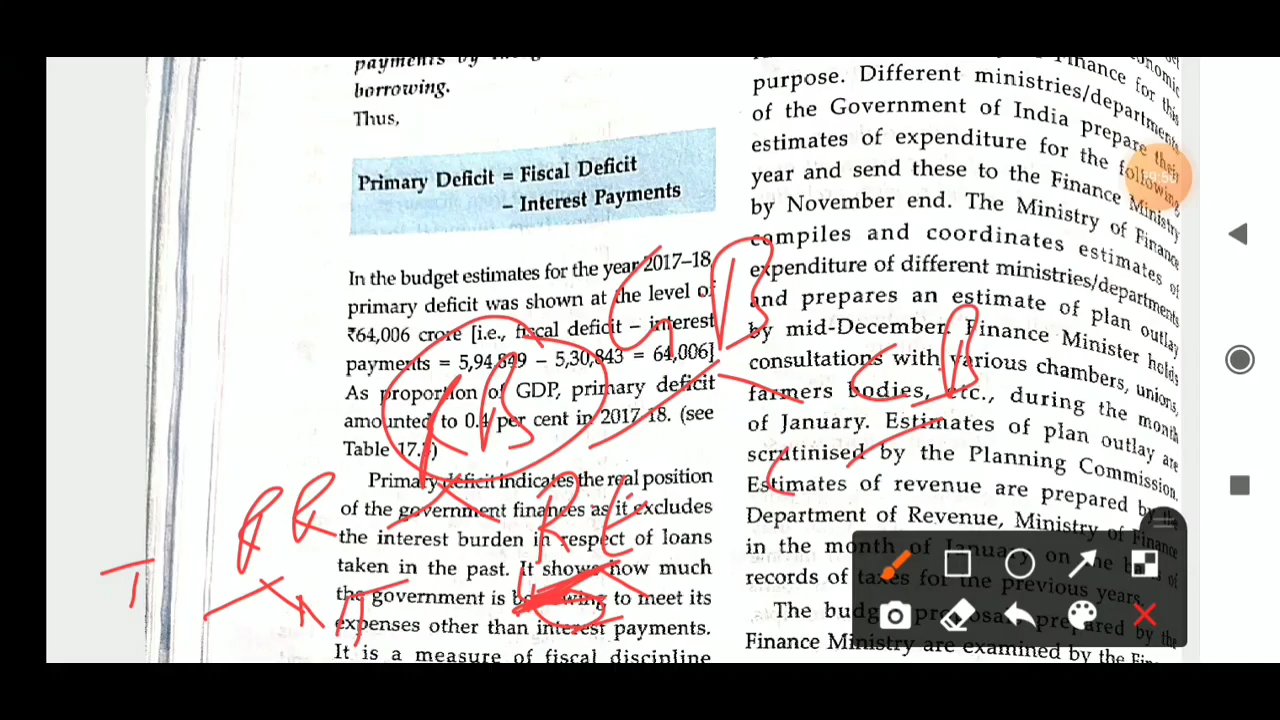 payments by
borrowing.
Thus,
Primary Deficit = Fiscal Deficit
– Interest Payments
In the budget estimates for the year 2017–18,
primary deficit was shown at the level of
₹64,006 crore [i.e., fiscal deficit – interest
payments = 5,94,849 – 5,30,843 = 64,006]
As proportion of GDP, primary deficit
amounted to 0.4 per cent in 2017-18. (see
Table 17.
Primary deficit indicates the real position
of the government finances as it excludes
the interest burden in respect of loans
taken in the past. It shows how much
the government is to meet its
expenses other than interest payments.
It is a measure of fiscal discipline
Finance for this
purpose. Different ministries/departments
of the Government of India prepare their
estimates of expenditure for the following
year and send these to the Finance Ministry
by November end. The Ministry of Finance
compiles and coordinates estimates of
expenditure of different ministries/departments
and prepares an estimate of plan outlay
by mid-December. Finance Minister holds
consultations with various chambers, unions,
farmers bodies, etc., during the month
of January. Estimates of plan outlay are
scrutinised by the Planning Commission.
Estimates of revenue are prepared by the
Department of Revenue, Ministry of Finance
in the month of January on the of
records of taxes for the previous years.
The prepared by the
Finance Ministry are examined by the
GB
CB
RB
RR
RE
T
NT
C